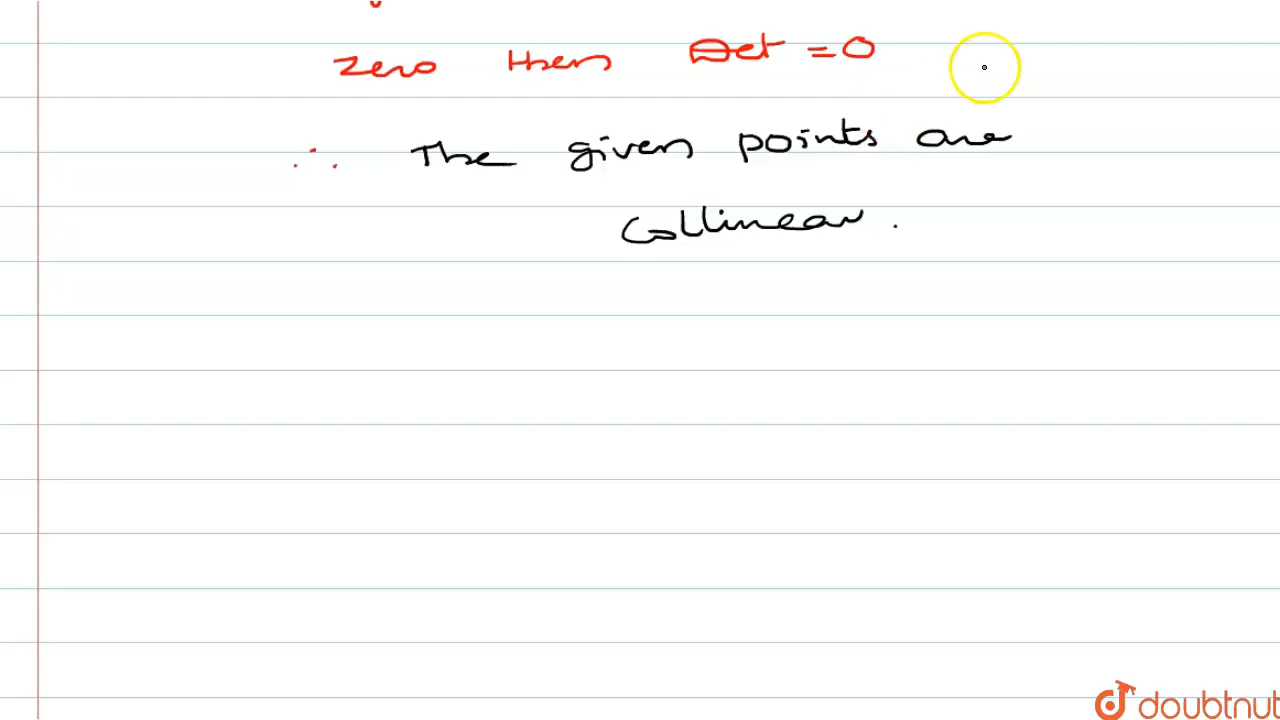 zero then Det = 0
∴ The given points are
Collinear.
doubtnut